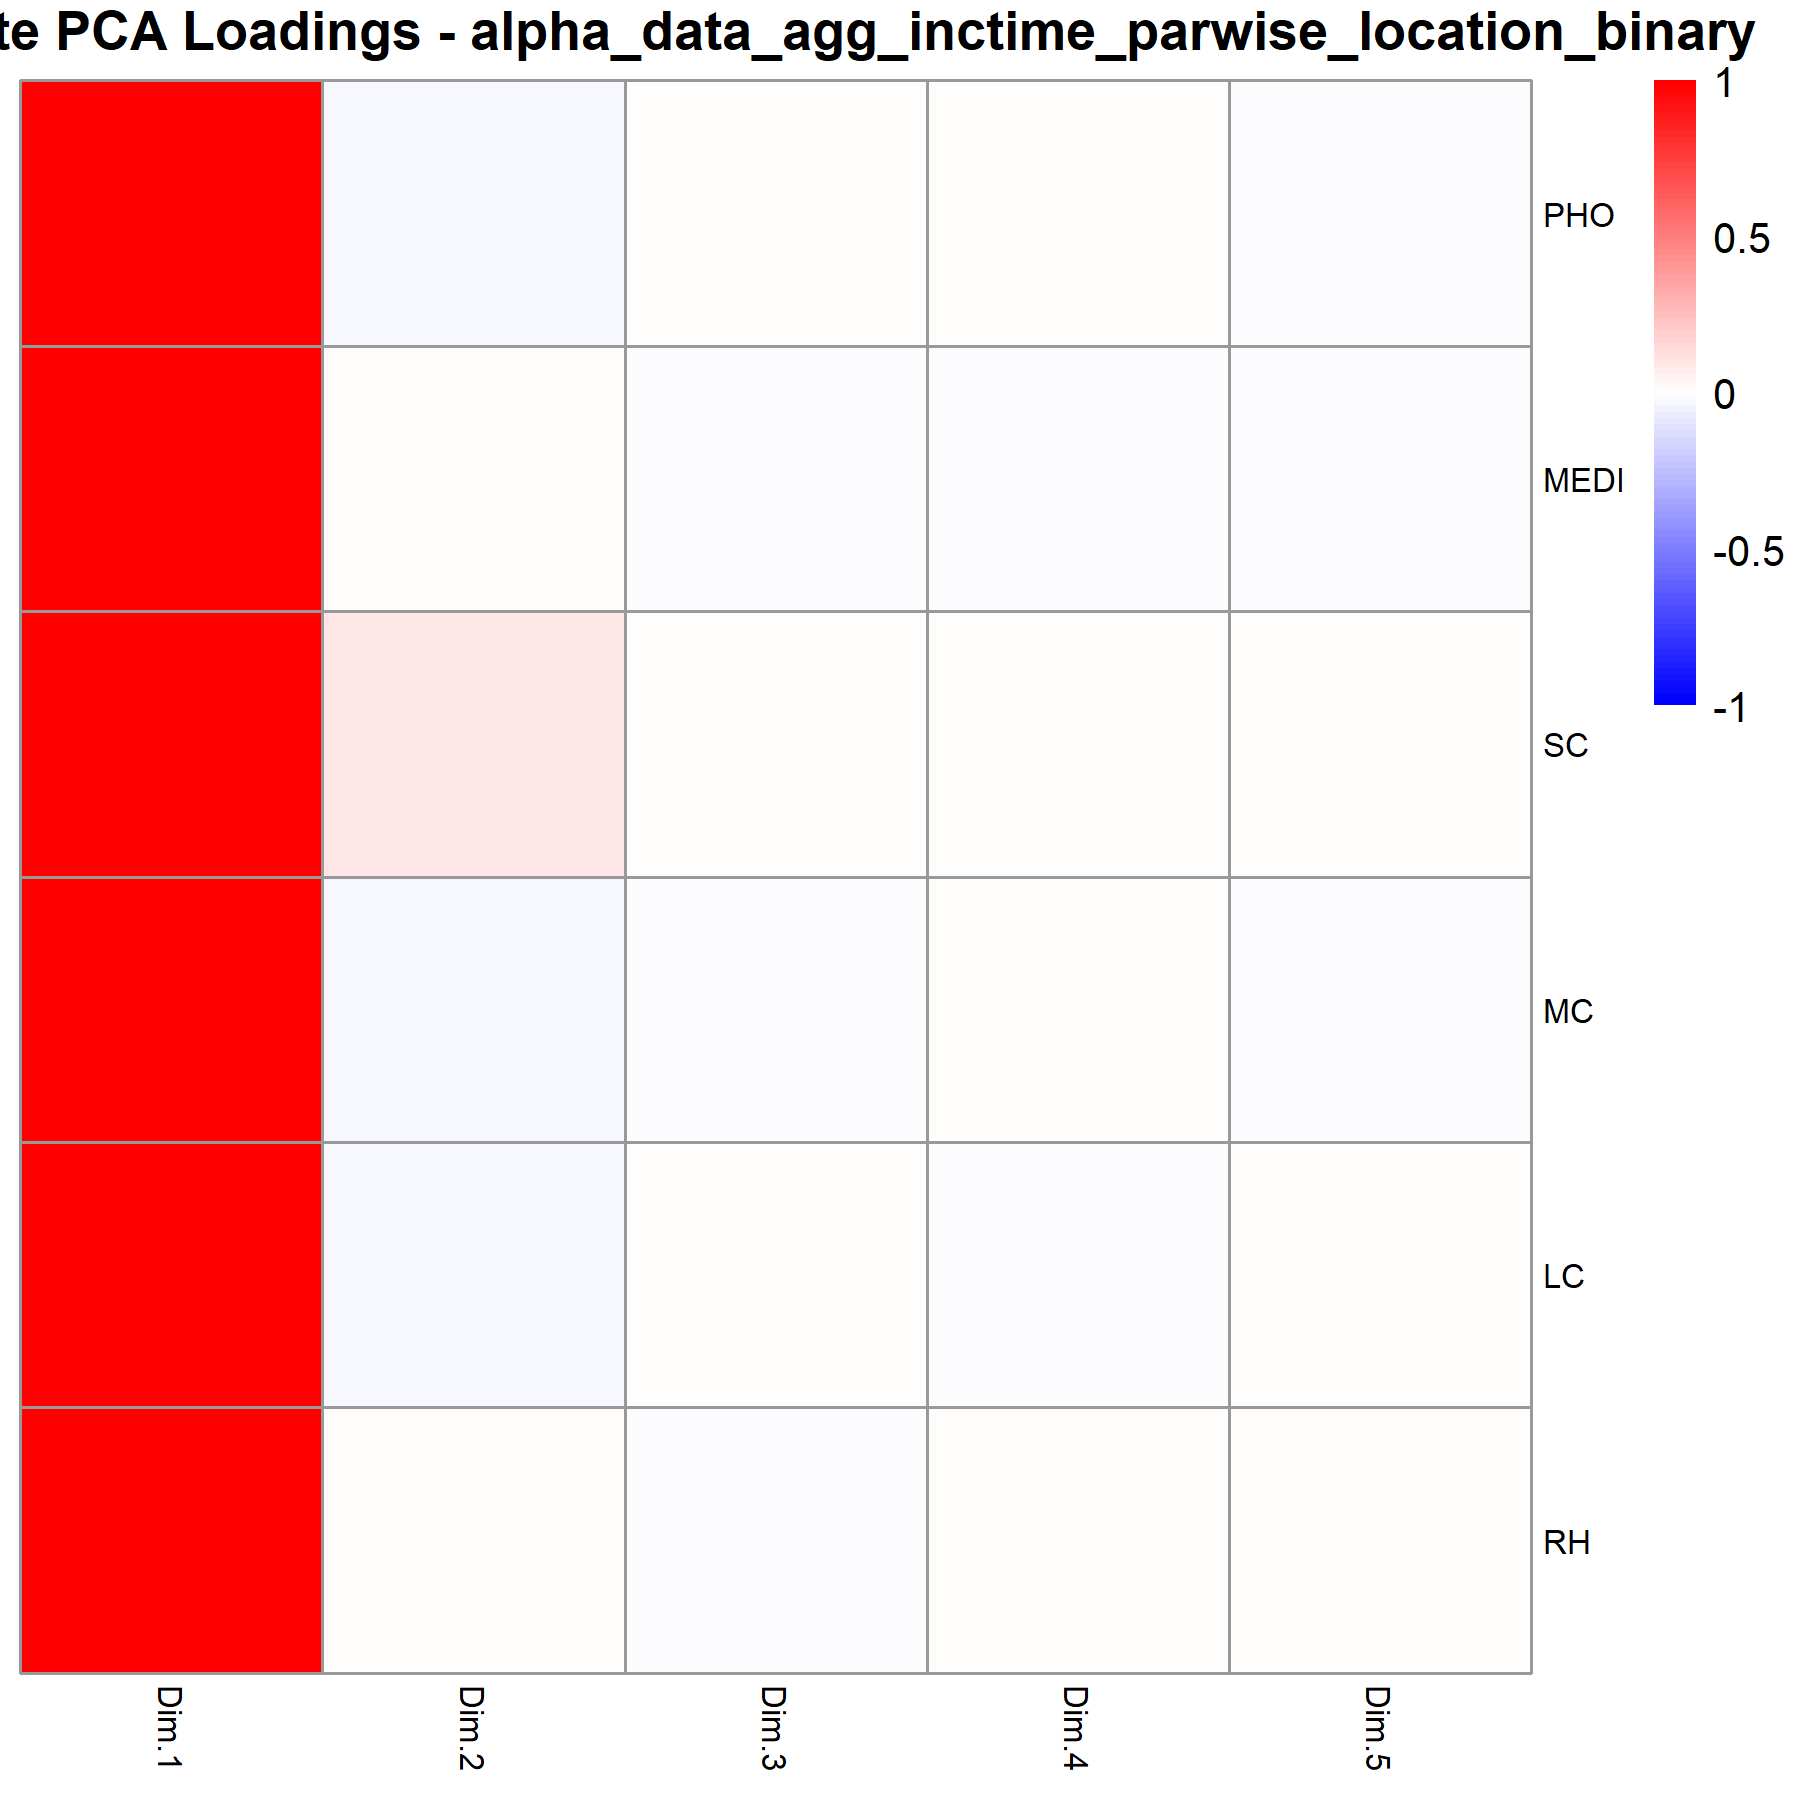 te PCA Loadings - alpha_data_agg_inctime_parwise_location_binary
1
0.5
0
-0.5
-1
PHO
MEDI
SC
MC
LC
RH
Dim.1
Dim.2
Dim.3
Dim.4
Dim.5